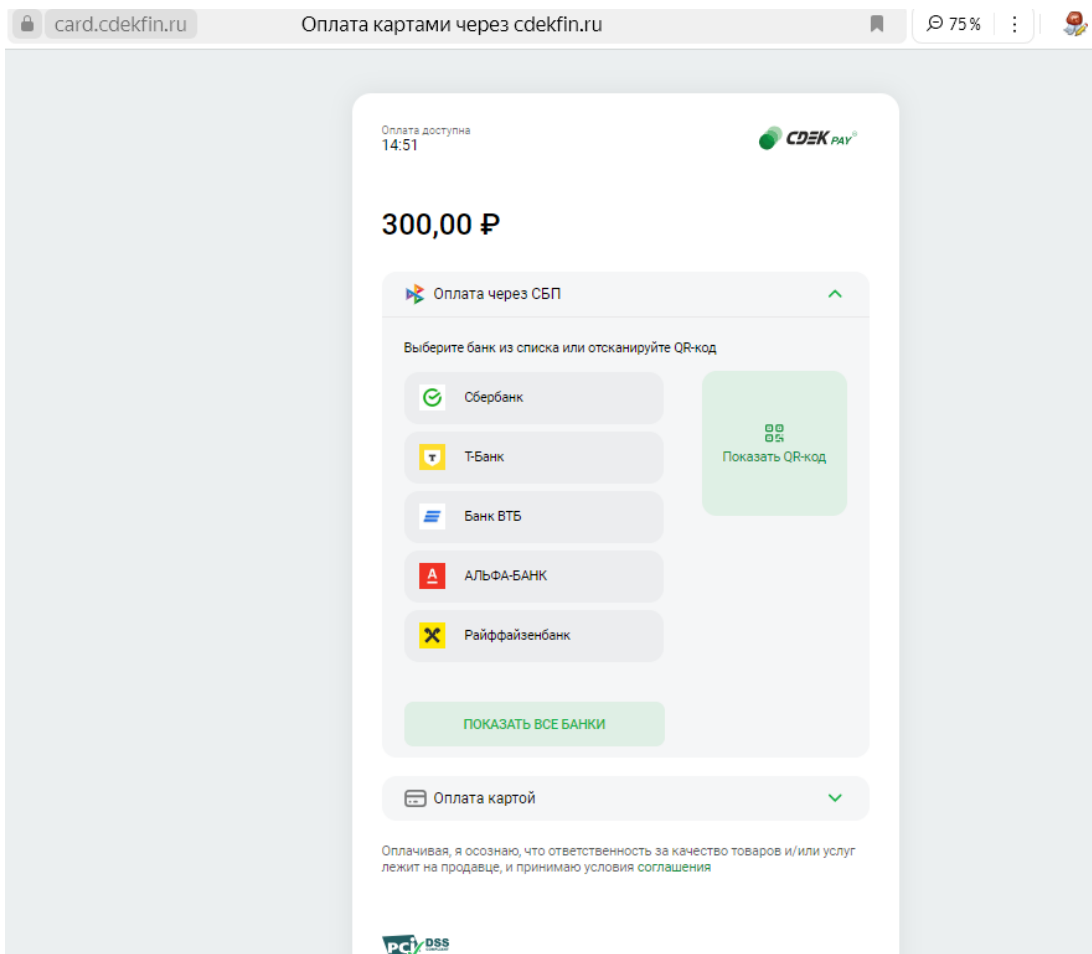 card.cdekfin.ru
Оплата картами через cdekfin.ru
75 %
Оплата доступна
14:51
CDEK PAY®
300,00 ₽
Оплата через СБП
Выберите банк из списка или отсканируйте QR-код
Сбербанк
Показать QR-код
Т-Банк
Банк ВТБ
АЛЬФА-БАНК
Райффайзенбанк
ПОКАЗАТЬ ВСЕ БАНКИ
Оплата картой
Оплачивая, я осознаю, что ответственность за качество товаров и/или услуг
лежит на продавце, и принимаю условия соглашения
PCI DSS